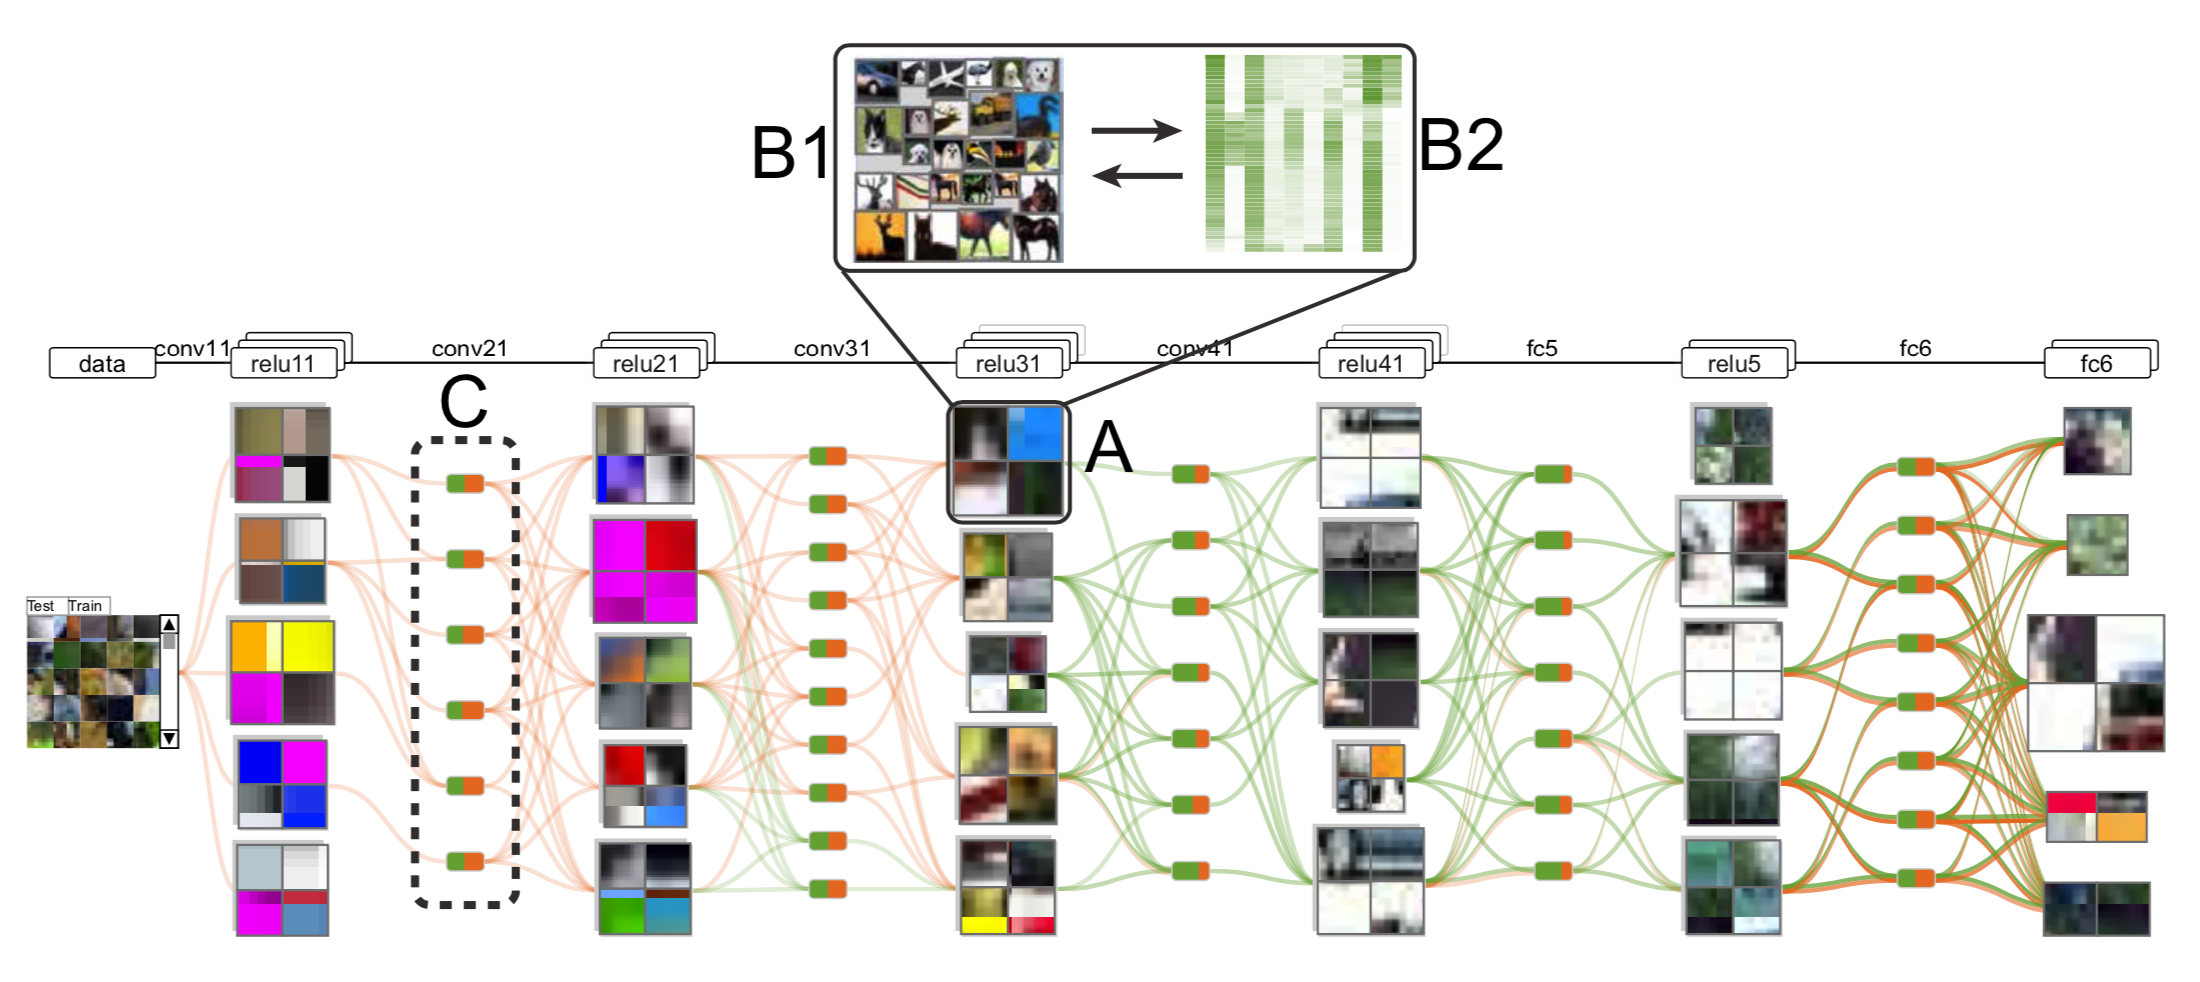 B1
B2
data
conv11
relu11
conv21
relu21
conv31
relu31
conv41
relu41
fc5
relu5
fc6
fc6
C
A
Test
Train